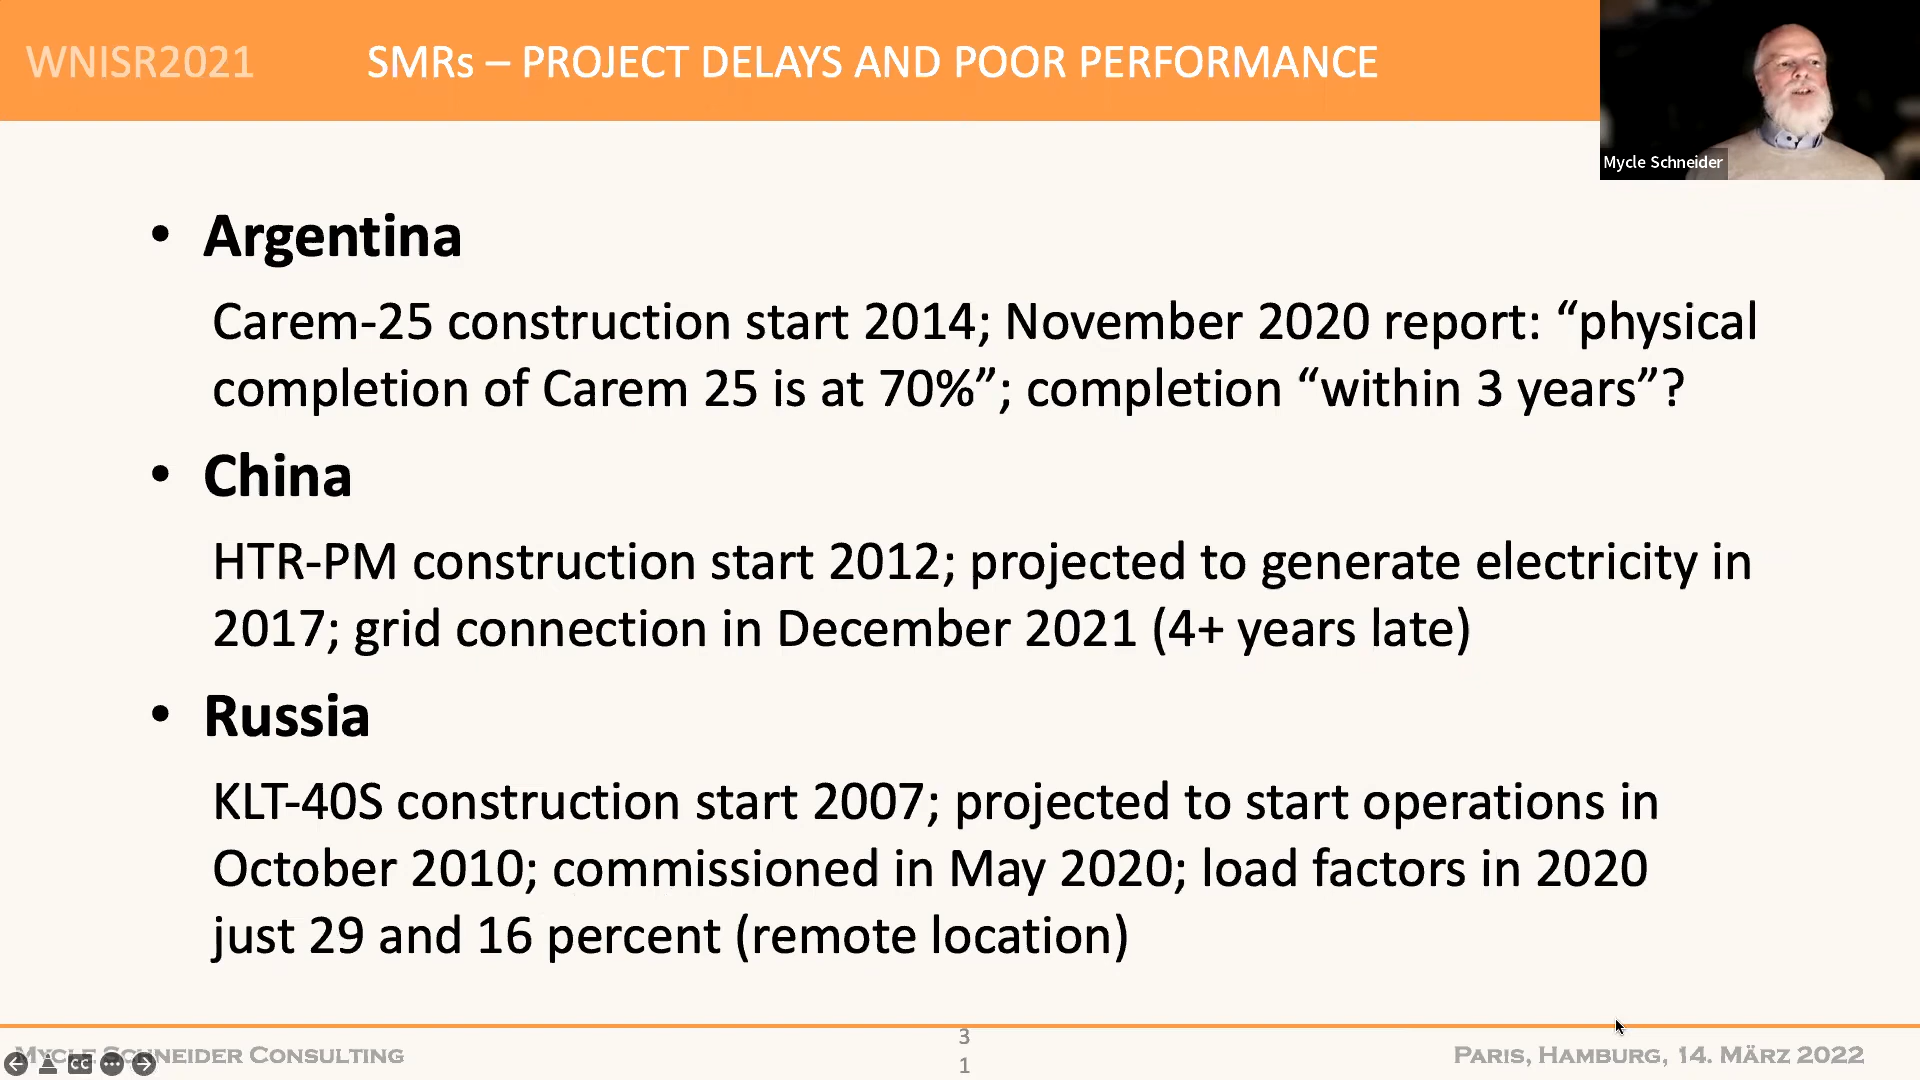 WNISR2021
SMRs – PROJECT DELAYS AND POOR PERFORMANCE
Mycle Schneider
• Argentina
Carem-25 construction start 2014; November 2020 report: “physical
completion of Carem 25 is at 70%”; completion “within 3 years”?
• China
HTR-PM construction start 2012; projected to generate electricity in
2017; grid connection in December 2021 (4+ years late)
• Russia
KLT-40S construction start 2007; projected to start operations in
October 2010; commissioned in May 2020; load factors in 2020
just 29 and 16 percent (remote location)
Mycle Schneider Consulting
CC
3
1
Paris, Hamburg, 14. März 2022